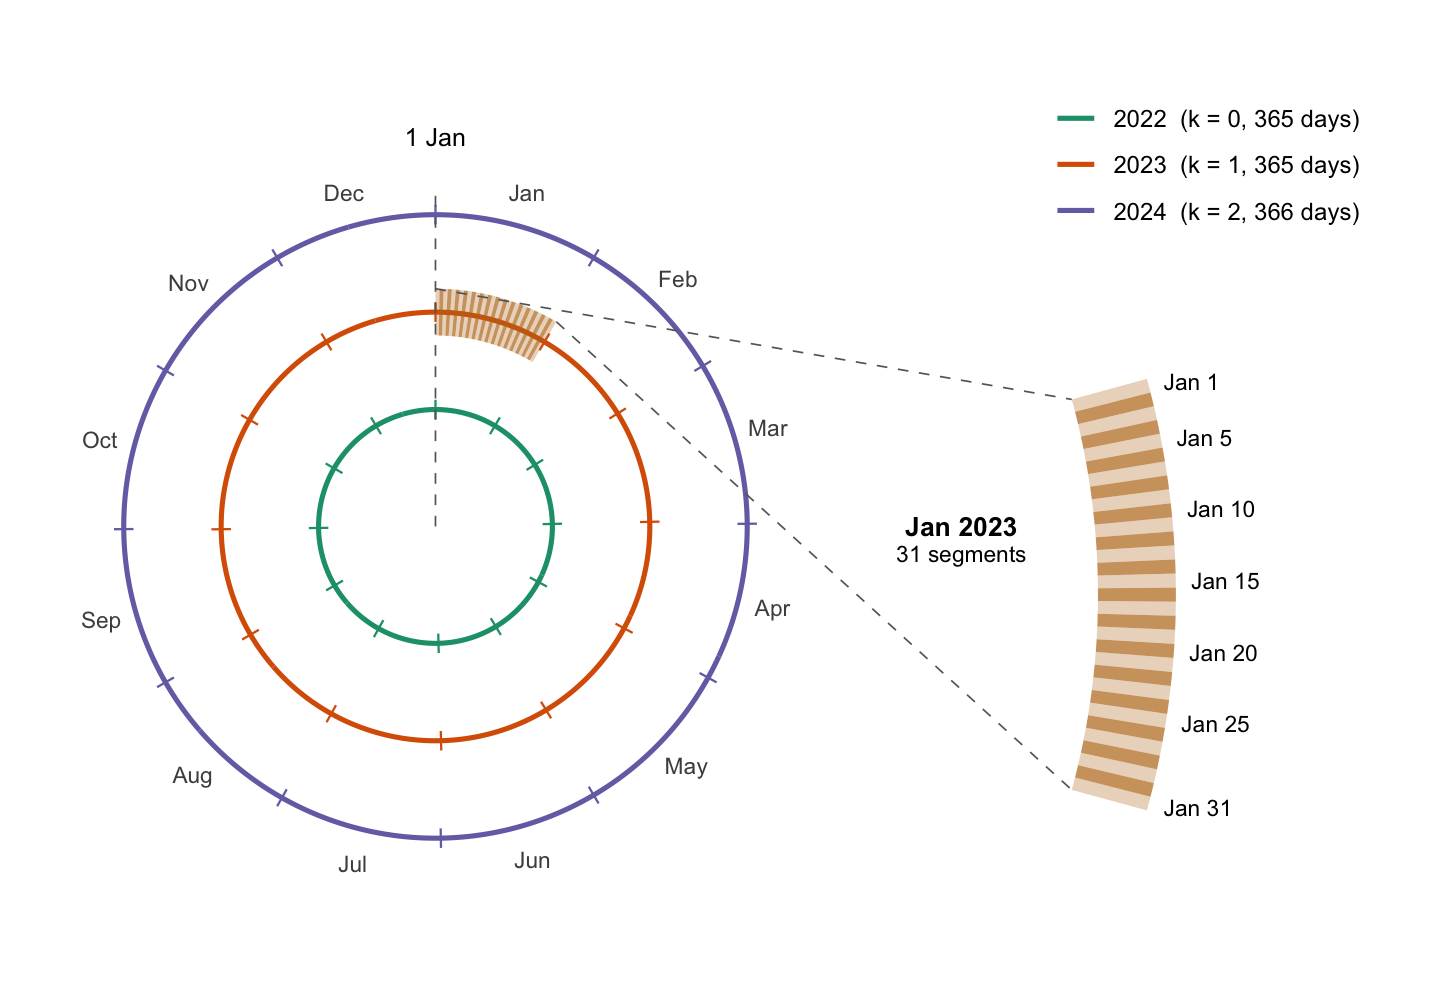 1 Jan
2022 (k = 0, 365 days)
2023 (k = 1, 365 days)
2024 (k = 2, 366 days)
Dec
Jan
Nov
Feb
Oct
Mar
Sep
Apr
Aug
May
Jul
Jun
Jan 2023
31 segments
Jan 1
Jan 5
Jan 10
Jan 15
Jan 20
Jan 25
Jan 31